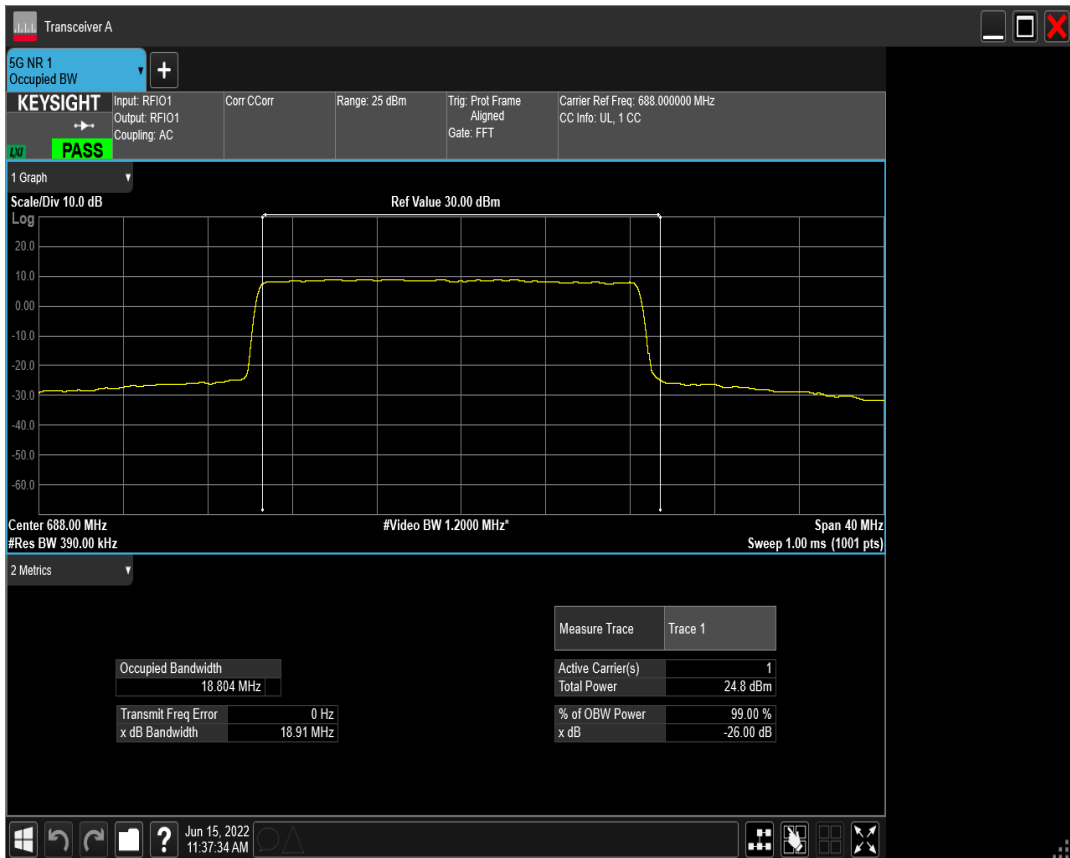 Transceiver A
5G NR 1
Occupied BW
KEYSIGHT
LXI
PASS
Input: RFIO1
Output: RFIO1
Coupling: AC
Corr CCorr
Range: 25 dBm
Trig: Prot Frame
Aligned
Gate: FFT
Carrier Ref Freq: 688.000000 MHz
CC Info: UL, 1 CC
1 Graph
Scale/Div 10.0 dB
Ref Value 30.00 dBm
Log
20.0
10.0
0.00
-10.0
-20.0
-30.0
-40.0
-50.0
-60.0
Center 688.00 MHz
#Video BW 1.2000 MHz*
Span 40 MHz
#Res BW 390.00 kHz
Sweep 1.00 ms (1001 pts)
2 Metrics
Measure Trace Trace 1
Occupied Bandwidth
18.804 MHz
Active Carrier(s) 1
Total Power 24.8 dBm
Transmit Freq Error 0 Hz
x dB Bandwidth 18.91 MHz
% of OBW Power 99.00 %
x dB -26.00 dB
?
Jun 15, 2022
11:37:34 AM